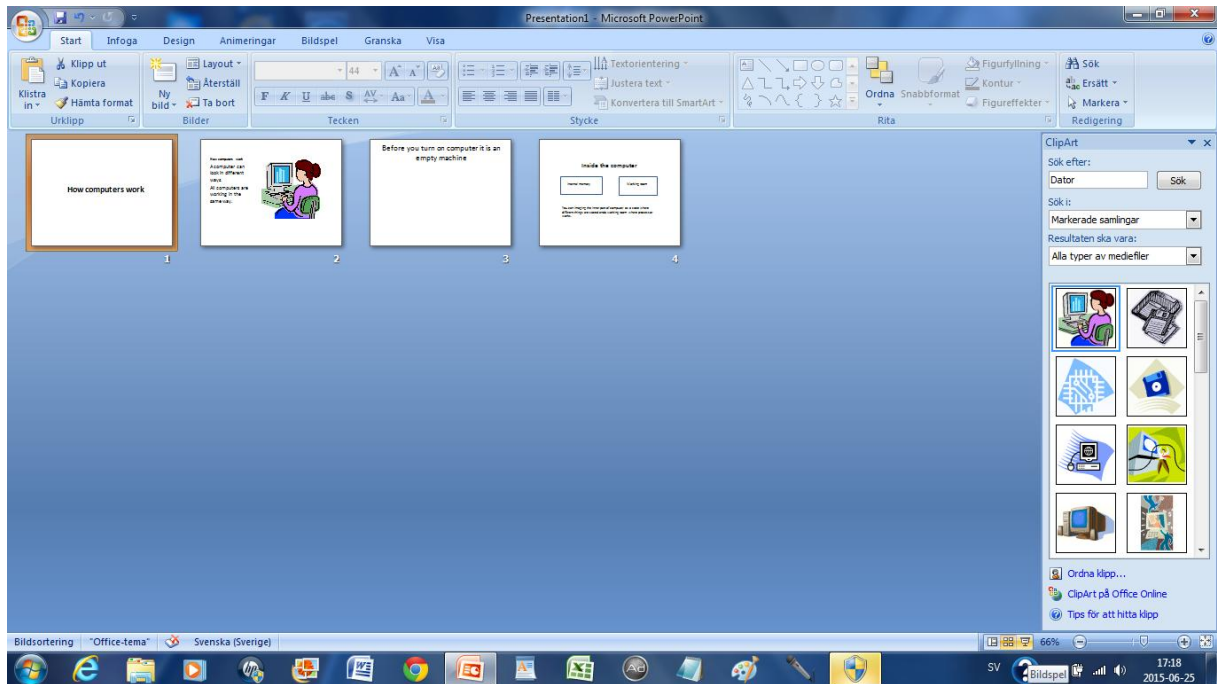 Presentation1 - Microsoft PowerPoint
Start Infoga Design Animeringar Bildspel Granska Visa
Klistra in
Klipp ut
Kopiera
Hämta format
Urklipp
Ny bild
Layout
Återställ
Ta bort
Bilder
44
F K U abc S AV Aa A
Tecken
Textorientering
Justera text
Konvertera till SmartArt
Stycke
Ordna
Snabbformat
Figurfyllning
Kontur
Figureffekter
Rita
Sök
Ersätt
Markera
Redigering
How computers work
1
A computer can
look in different
ways.
All computers are
working in the
same way.
2
Before you turn on computer it is an
empty machine
3
Inside the computer
4
ClipArt
Sök efter:
Dator
Sök
Sök i:
Markerade samlingar
Resultaten ska vara:
Alla typer av mediefiler
Ordna klipp...
ClipArt på Office Online
Tips för att hitta klipp
Bildsortering "Office-tema" Svenska (Sverige)
66%
SV
Bildspel
17:18
2015-06-25